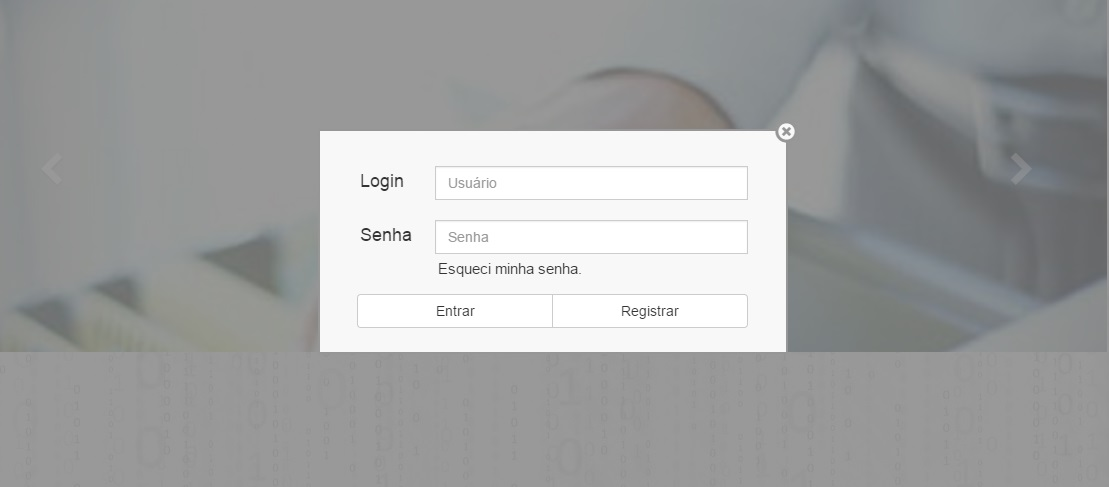 Login
Usuário
Senha
Senha
Esqueci minha senha.
Entrar
Registrar